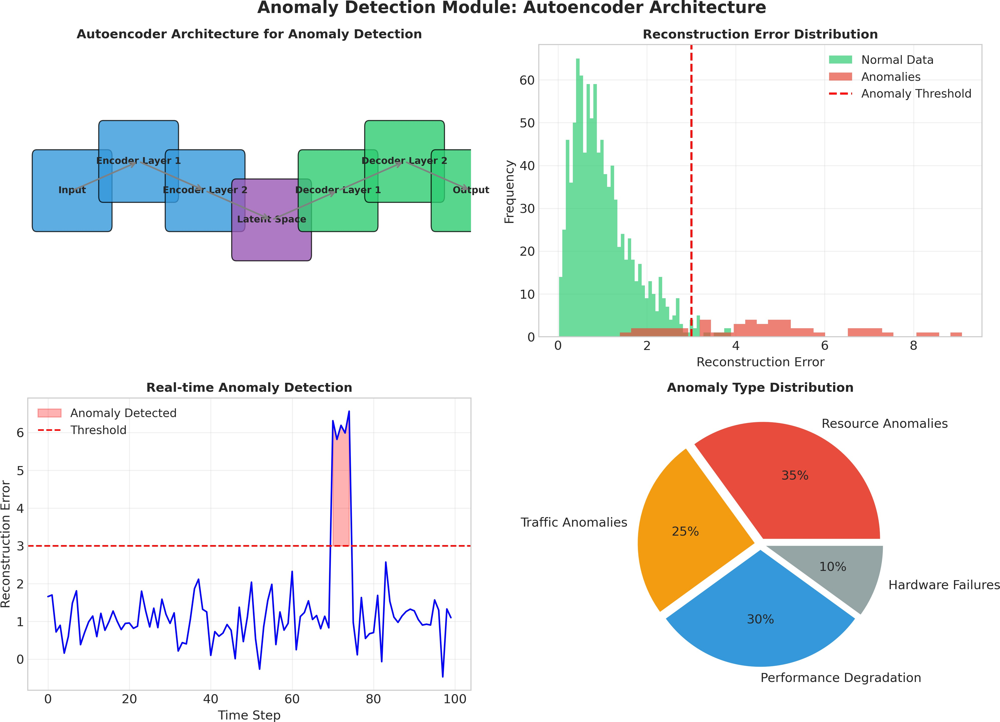 Anomaly Detection Module: Autoencoder Architecture
Autoencoder Architecture for Anomaly Detection
Encoder Layer 1
Decoder Layer 2
Input
Encoder Layer 2
Decoder Layer 1
Output
Latent Space
Reconstruction Error Distribution
Normal Data
Anomalies
Anomaly Threshold
Frequency
60
50
40
30
20
10
0
0 2 4 6 8
Reconstruction Error
Real-time Anomaly Detection
Anomaly Detected
Threshold
Reconstruction Error
6
5
4
3
2
1
0
0 20 40 60 80 100
Time Step
Anomaly Type Distribution
Resource Anomalies
35%
Traffic Anomalies
25%
10%
Hardware Failures
30%
Performance Degradation